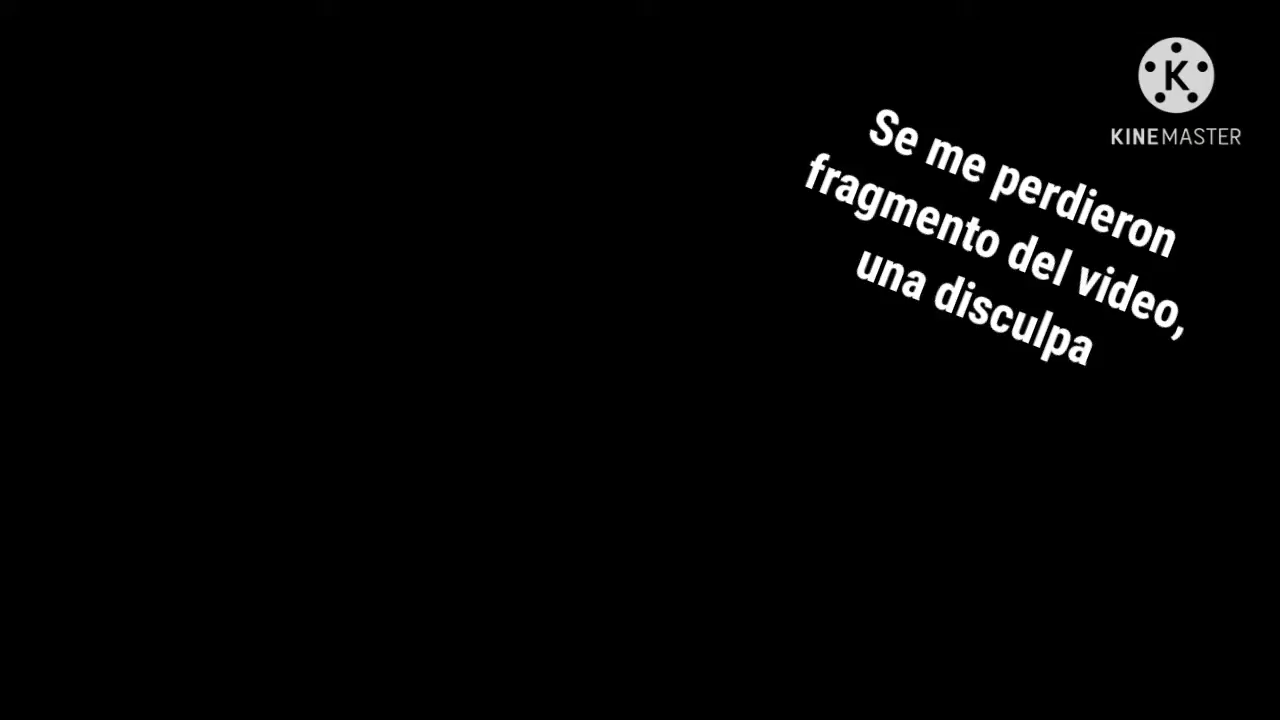 K
KINEMASTER
Se me perdieron
fragmento del video,
una disculpa